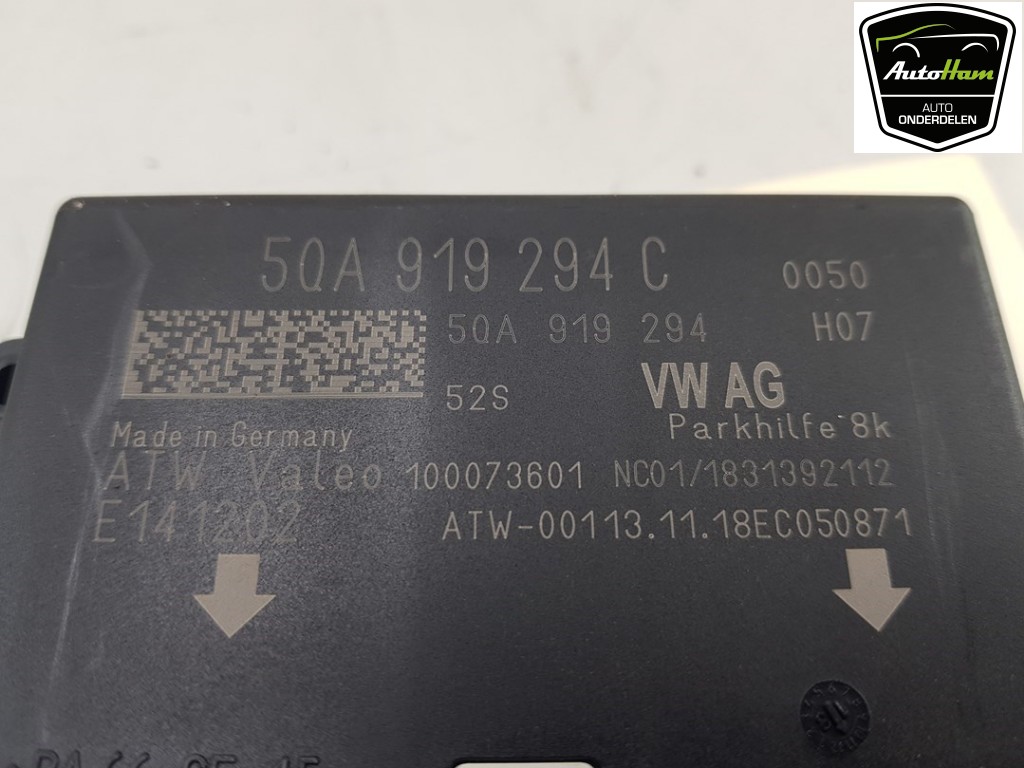 AutoHam
AUTO
ONDERDELEN
5QA 919 294 C
0050
5QA 919 294
H07
52S
VW AG
Parkhilfe 8k
Made in Germany
ATW Valeo 100073601 NC01/1831392112
E141202
ATW-00113.11.18EC050871